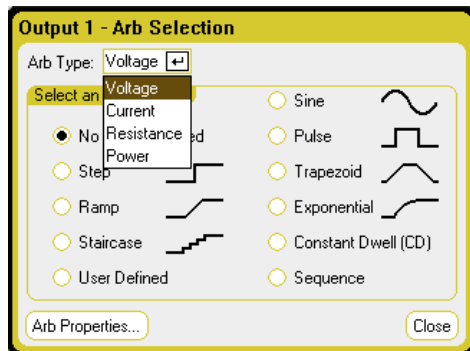 Output 1 - Arb Selection
Arb Type: Voltage
Voltage
Current
Resistance
Power
Select an
No
Step
Ramp
Staircase
User Defined
Sine
Pulse
Trapezoid
Exponential
Constant Dwell (CD)
Sequence
Arb Properties...
Close